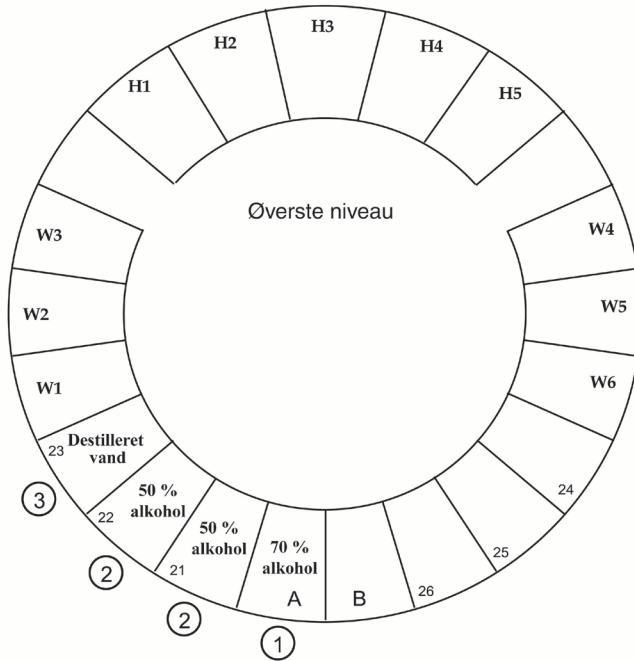 H1
H2
H3
H4
H5
Øverste niveau
W3
W4
W2
W5
W1
W6
23
Destilleret
vand
3
22
50 %
alkohol
2
21
50 %
alkohol
2
70 %
alkohol
A
1
B
26
25
24